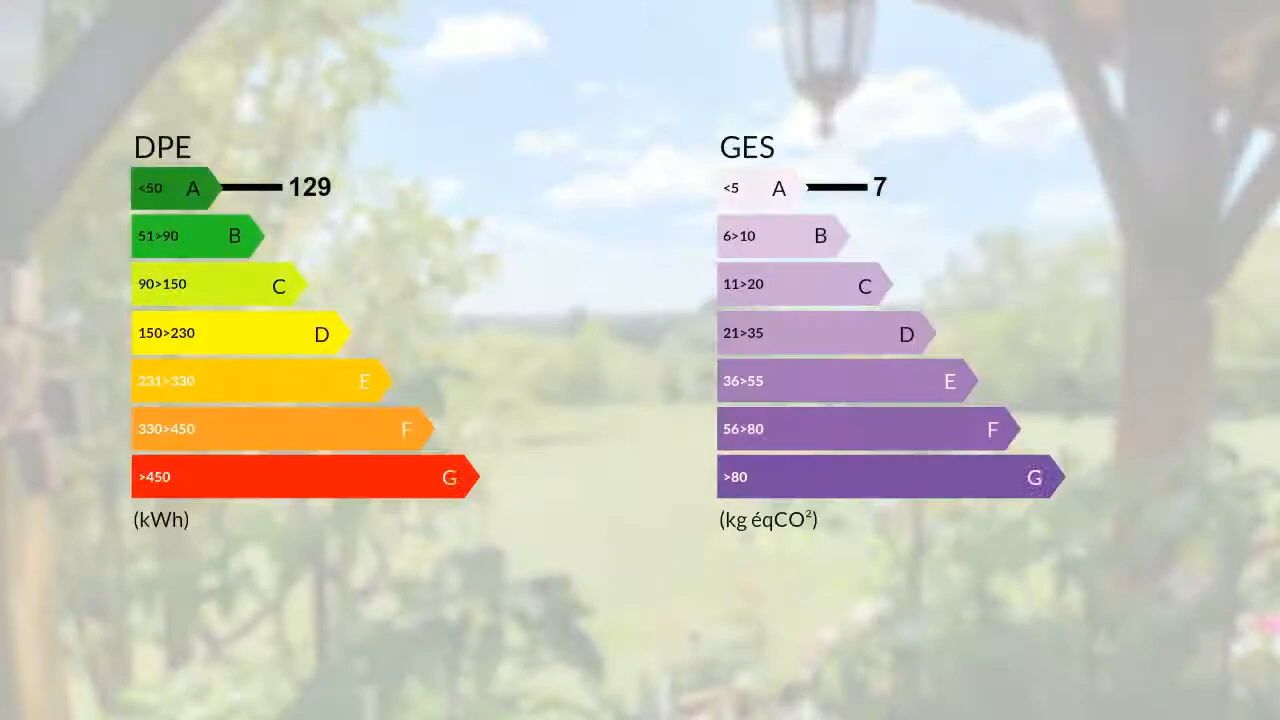 DPE
<50 A 129
51>90 B
90>150 C
150>230 D
231>330 E
330>450 F
>450 G
(kWh)
GES
<5 A 7
6>10 B
11>20 C
21>35 D
36>55 E
56>80 F
>80 G
(kg éqCO²)